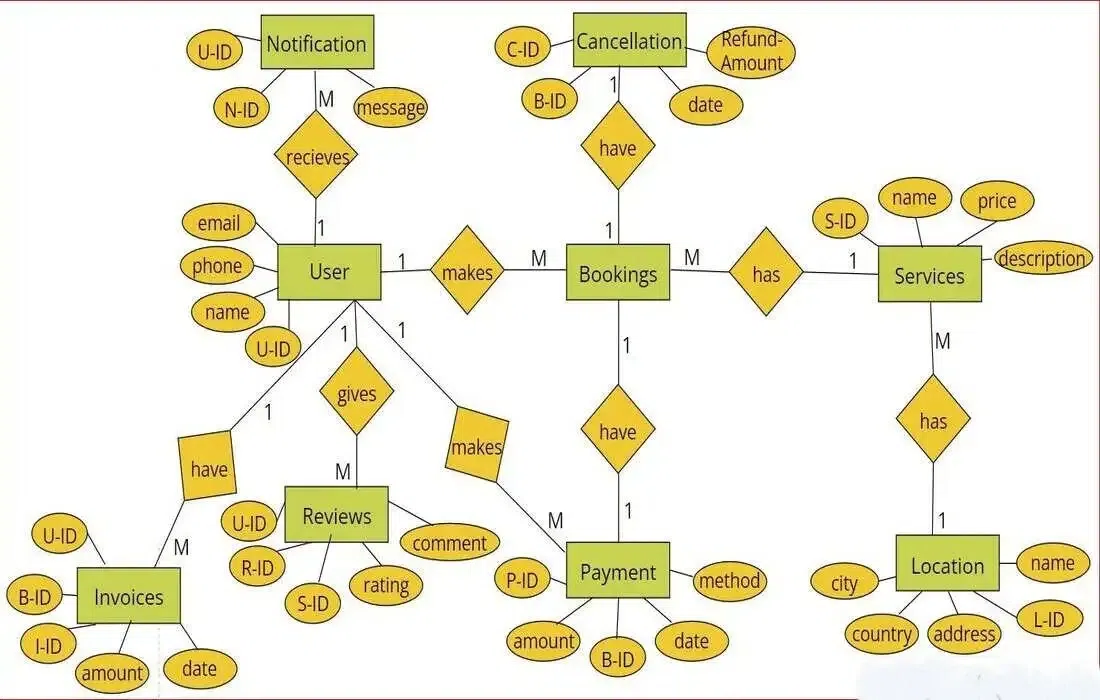 Notification
U-ID
N-ID
message
M
recieves
1
Cancellation
C-ID
B-ID
date
Refund-
Amount
1
have
1
email
phone
name
U-ID
User
1
makes
M
Bookings
M
has
1
Services
S-ID
name
price
description
1
have
M
Invoices
U-ID
B-ID
I-ID
amount
date
1
gives
M
Reviews
U-ID
R-ID
S-ID
rating
comment
1
makes
M
1
have
1
Payment
P-ID
amount
B-ID
date
method
M
has
1
Location
city
country
address
L-ID
name